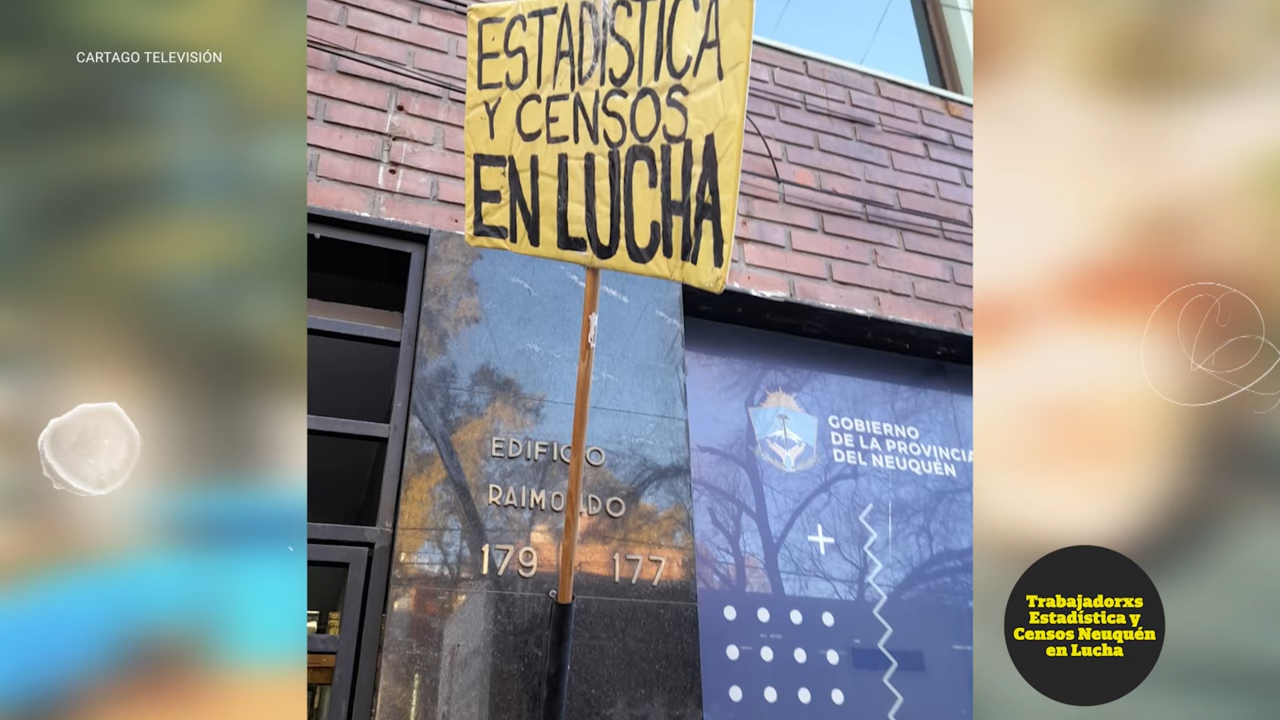 CARTAGO TELEVISIÓN
ESTADISTICA
Y CENSOS
EN LUCHA
EDIFICIO
RAIMONDO
179 177
GOBIERNO
DE LA PROVINCIA
DEL NEUQUÉN
Trabajadorxs
Estadística y
Censos Neuquén
en Lucha